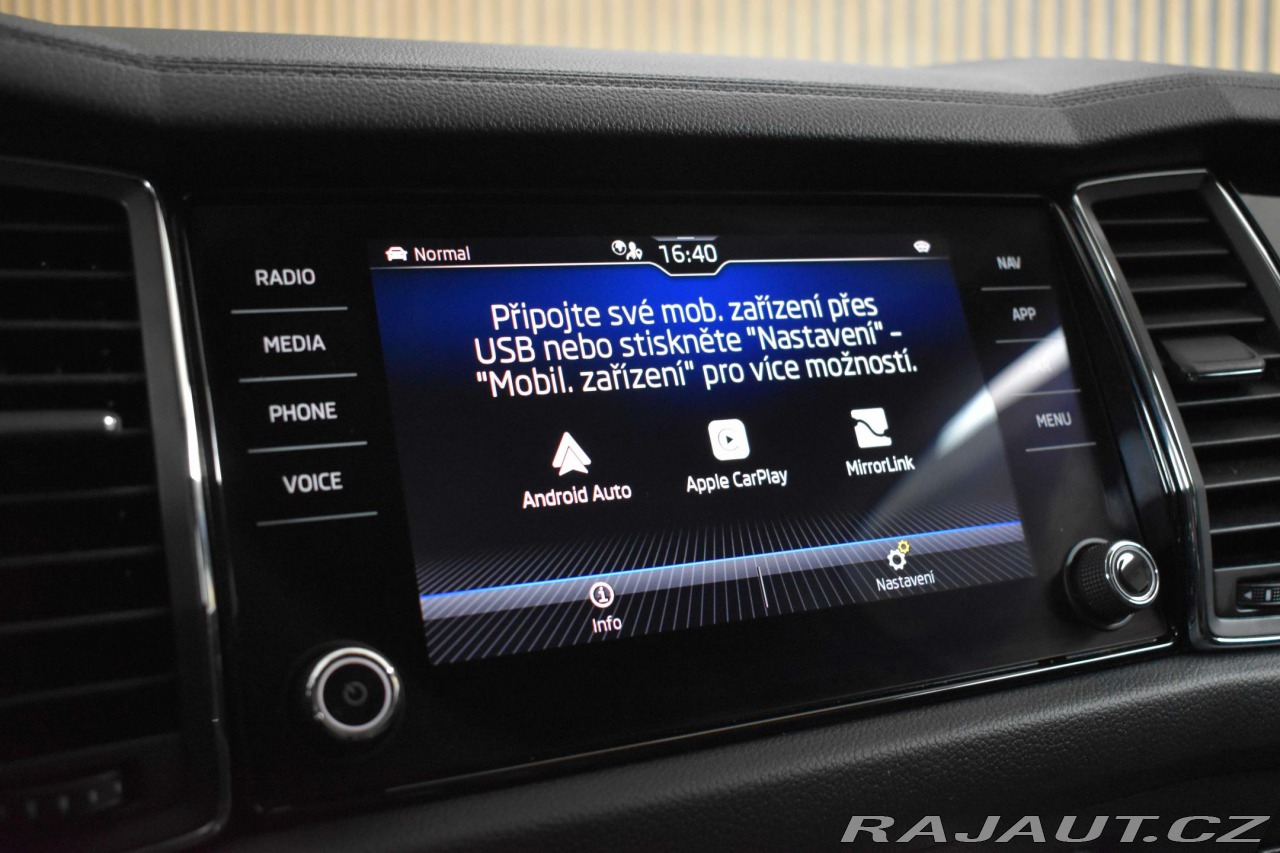 Normal
16:40
RADIO
MEDIA
PHONE
VOICE
Připojte své mob. zařízení přes
USB nebo stiskněte "Nastavení" –
"Mobil. zařízení" pro více možností.
Android Auto
Apple CarPlay
MirrorLink
Info
Nastavení
NAV
APP
MENU
RAJAUT.CZ